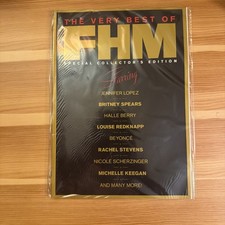 THE VERY BEST OF
FHM
SPECIAL COLLECTOR'S EDITION
Starring
JENNIFER LOPEZ
BRITNEY SPEARS
HALLE BERRY
LOUISE REDKNAPP
BEYONCE
RACHEL STEVENS
NICOLE SCHERZINGER
MICHELLE KEEGAN
AND MANY MORE!